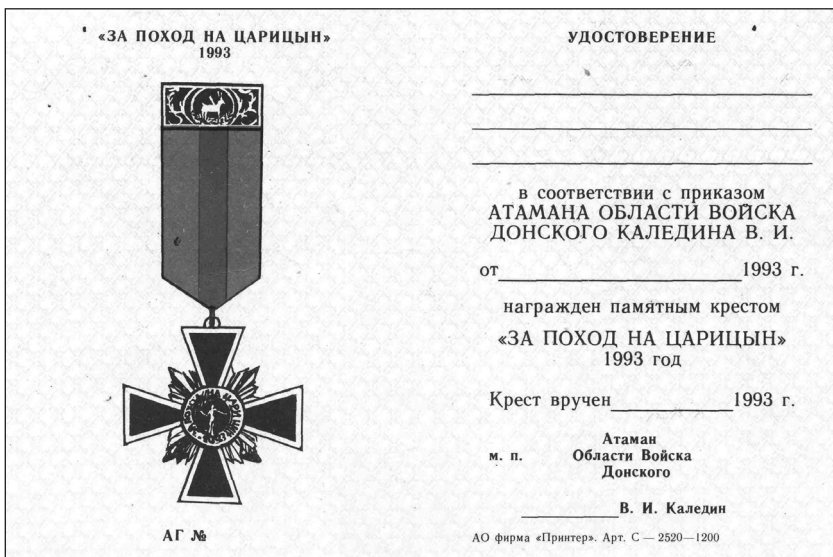 «ЗА ПОХОД НА ЦАРИЦЫН»
1993
АГ №
УДОСТОВЕРЕНИЕ
в соответствии с приказом
АТАМАНА ОБЛАСТИ ВОЙСКА
ДОНСКОГО КАЛЕДИНА В. И.
от 1993 г.
награжден памятным крестом
«ЗА ПОХОД НА ЦАРИЦЫН»
1993 год
Крест вручен 1993 г.
Атаман
м. п. Области Войска
Донского
В. И. Каледин
АО фирма «Принтер». Арт. С — 2520—1200